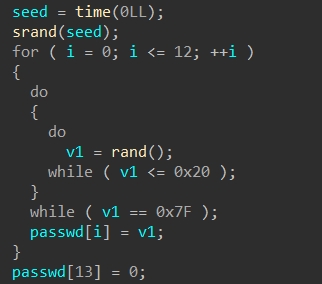 seed = time(0LL);
srand(seed);
for ( i = 0; i <= 12; ++i )
{
  do
  {
    do
      v1 = rand();
    while ( v1 <= 0x20 );
  }
  while ( v1 == 0x7F );
  passwd[i] = v1;
}
passwd[13] = 0;